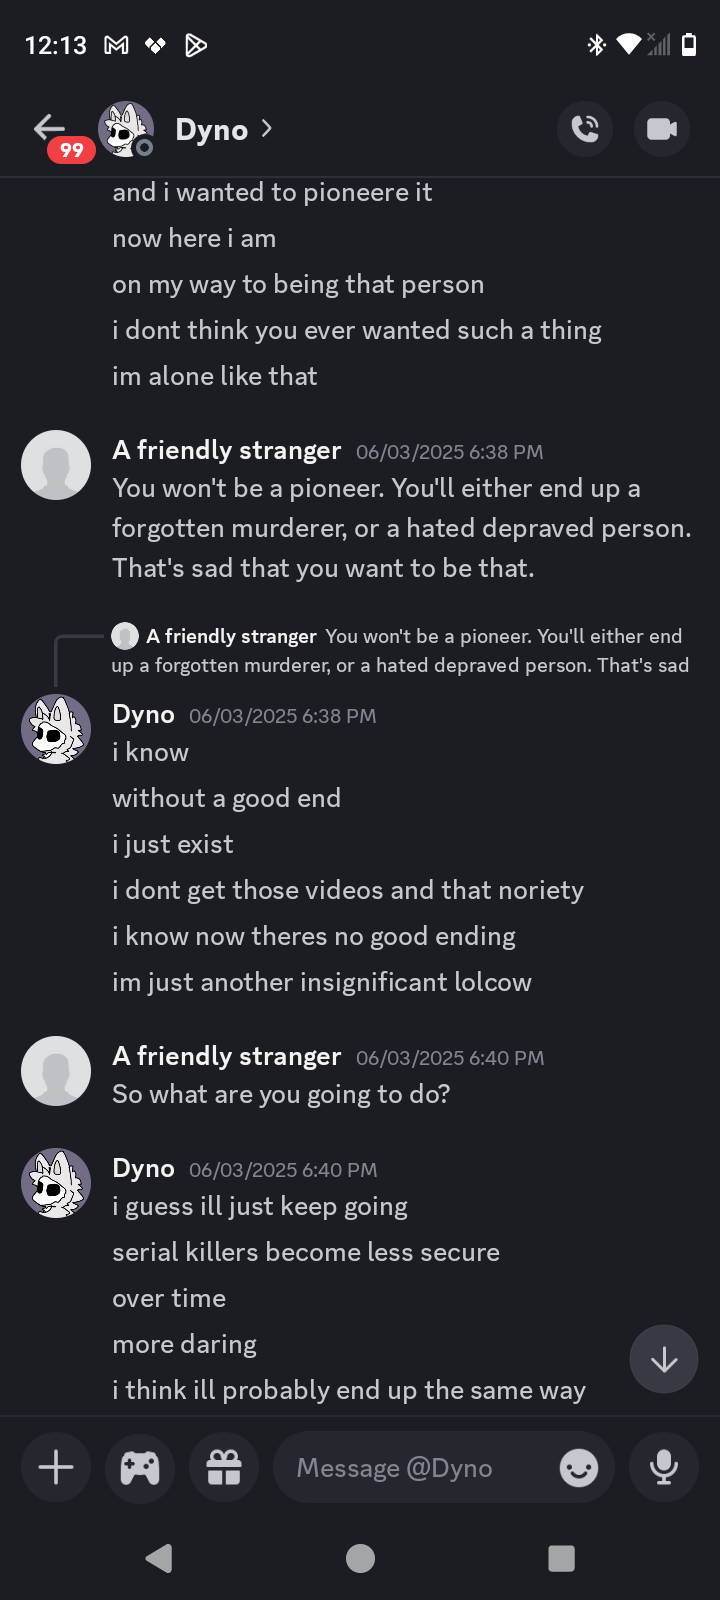 12:13
99
Dyno
and i wanted to pioneere it
now here i am
on my way to being that person
i dont think you ever wanted such a thing
im alone like that
A friendly stranger 06/03/2025 6:38 PM
You won't be a pioneer. You'll either end up a
forgotten murderer, or a hated depraved person.
That's sad that you want to be that.
A friendly stranger You won't be a pioneer. You'll either end
up a forgotten murderer, or a hated depraved person. That's sad
Dyno 06/03/2025 6:38 PM
i know
without a good end
i just exist
i dont get those videos and that noriety
i know now theres no good ending
im just another insignificant lolcow
A friendly stranger 06/03/2025 6:40 PM
So what are you going to do?
Dyno 06/03/2025 6:40 PM
i guess ill just keep going
serial killers become less secure
over time
more daring
i think ill probably end up the same way
Message @Dyno